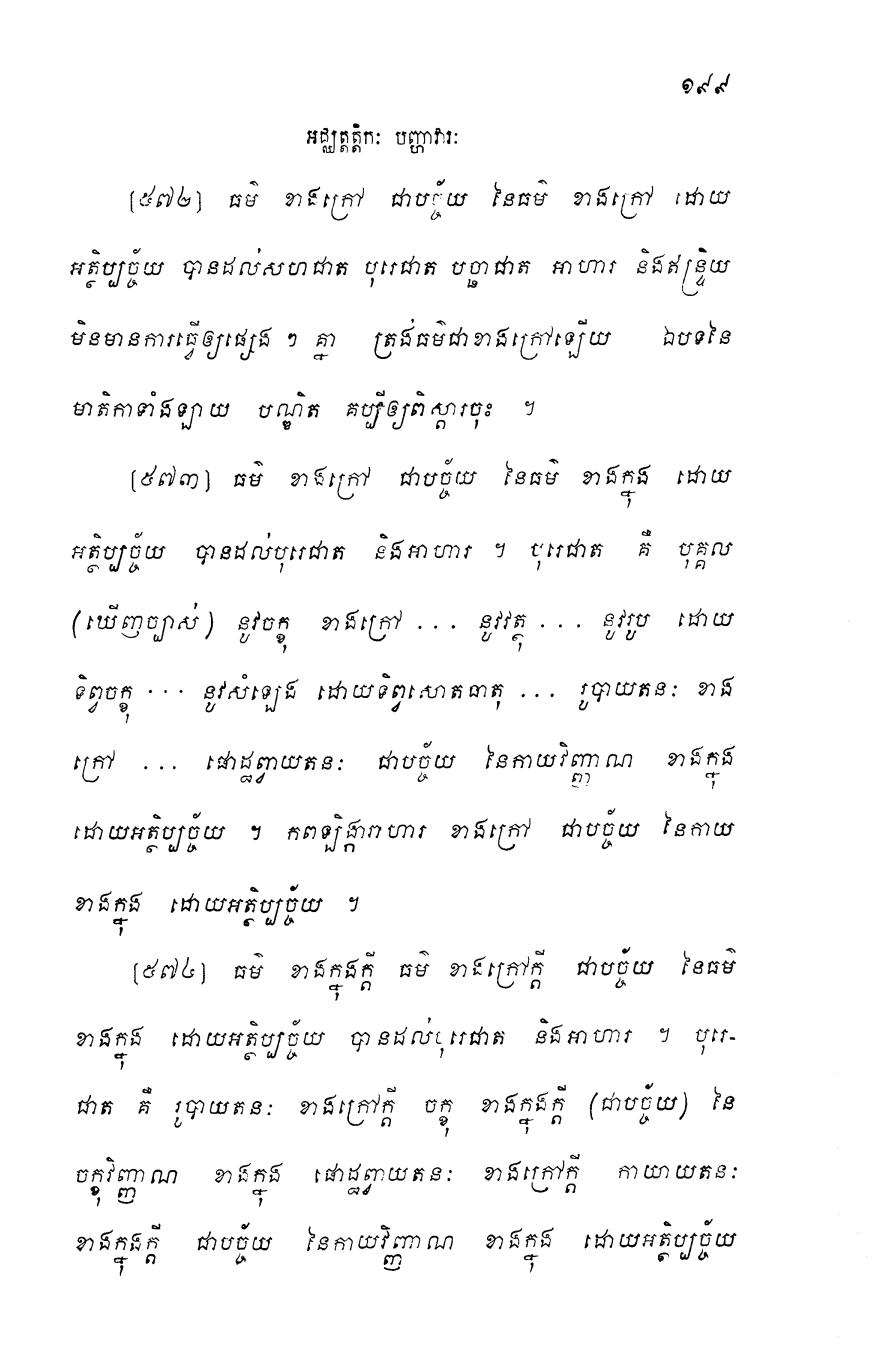 ១៩៩
អជ្ឈត្តត្តិកៈ បញ្ហាវារៈ
[៥៧២] ធម៌ ខាងក្រៅ ជាបច្ច័យ នៃធម៌ ខាងក្រៅ ដោយ
អត្ថិប្បច្ច័យ បានដល់សហជាត បុរេជាត បច្ឆាជាត អាហារ និងឥន្ទ្រិយ
មិនមានការធ្វើឲ្យផ្សេង ៗ គ្នា ត្រង់ធម៌ជាខាងក្រៅឡើយ ឯបទនៃ
មាតិកាទាំងឡាយ បណ្ឌិត គប្បីឲ្យពិស្តារចុះ ។
[៥៧៣] ធម៌ ខាងក្រៅ ជាបច្ច័យ នៃធម៌ ខាងក្នុង ដោយ
អត្ថិប្បច្ច័យ បានដល់បុរេជាត និងអាហារ ។ បុរេជាត គឺ បុគ្គល
(ឃើញច្បាស់) នូវចក្ខុ ខាងក្រៅ ... នូវវត្ថុ ... នូវរូប ដោយ
ទិព្វចក្ខុ ... នូវសំឡេង ដោយទិព្វសោតធាតុ ... រូបាយតនៈ ខាង
ក្រៅ ... ផោដ្ឋព្វាយតនៈ ជាបច្ច័យ នៃកាយវិញ្ញាណ ខាងក្នុង
ដោយអត្ថិប្បច្ច័យ ។ កពឡិង្ការាហារ ខាងក្រៅ ជាបច្ច័យ នៃកាយ
ខាងក្នុង ដោយអត្ថិប្បច្ច័យ ។
[៥៧៤] ធម៌ ខាងក្នុងក្តី ធម៌ ខាងក្រៅក្តី ជាបច្ច័យ នៃធម៌
ខាងក្នុង ដោយអត្ថិប្បច្ច័យ បានដល់បុរេជាត និងអាហារ ។ បុរេ-
ជាត គឺ រូបាយតនៈ ខាងក្រៅក្តី ចក្ខុ ខាងក្នុងក្តី (ជាបច្ច័យ) នៃ
ចក្ខុវិញ្ញាណ ខាងក្នុង ផោដ្ឋព្វាយតនៈ ខាងក្រៅក្តី កាយាយតនៈ
ខាងក្នុងក្តី ជាបច្ច័យ នៃកាយវិញ្ញាណ ខាងក្នុង ដោយអត្ថិប្បច្ច័យ